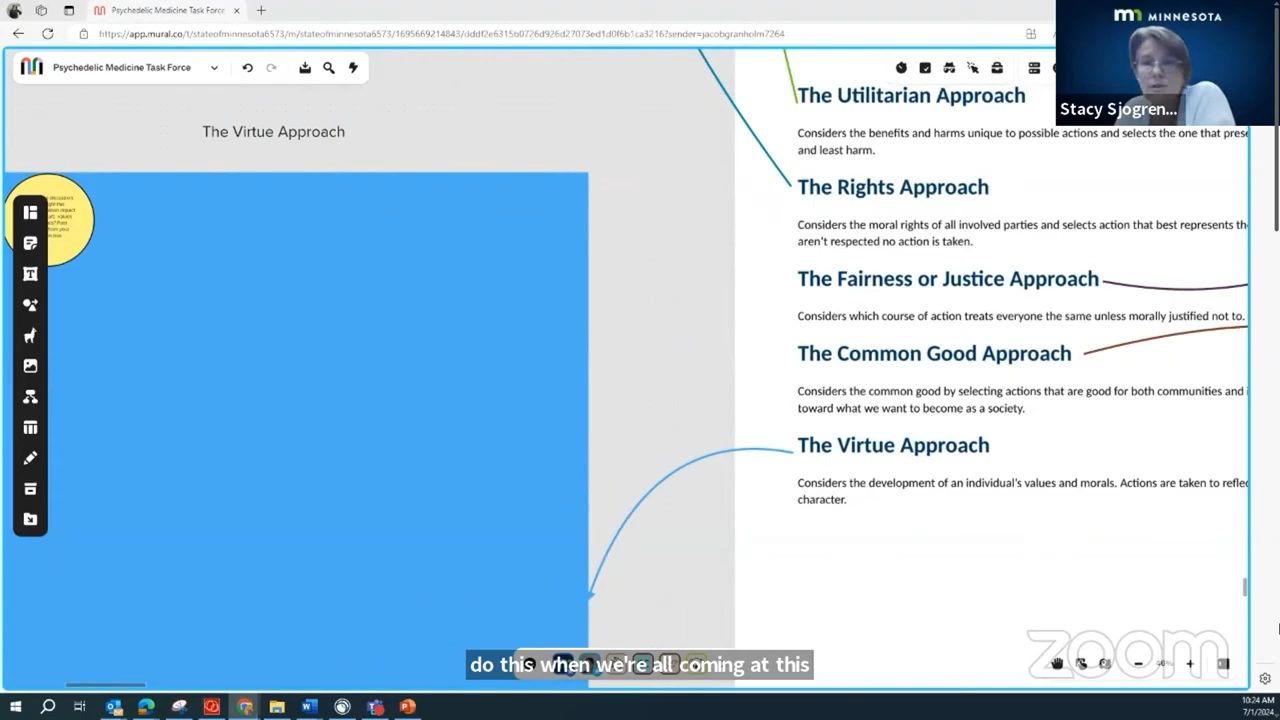 Psychedelic Medicine Task Force
https://app.mural.co/t/stateofminnesota6573/m/stateofminnesota6573/1695669214843/dddf2e6315b0726d926d27073ed1d0f6b1ca3216?sender=jacobgranholm7264
Psychedelic Medicine Task Force
MINNESOTA
Stacy Sjogren...
The Virtue Approach
The Utilitarian Approach
Considers the benefits and harms unique to possible actions and selects the one that
and least harm.
The Rights Approach
Considers the moral rights of all involved parties and selects action that best represents
aren't respected no action is taken.
The Fairness or Justice Approach
Considers which course of action treats everyone the same unless morally justified not to.
The Common Good Approach
Considers the common good by selecting actions that are good for both communities and
toward what we want to become as a society.
The Virtue Approach
Considers the development of an individual's values and morals. Actions are taken to
character.
do this when we're all coming at this
zoom
10:24 AM
7/1/2024